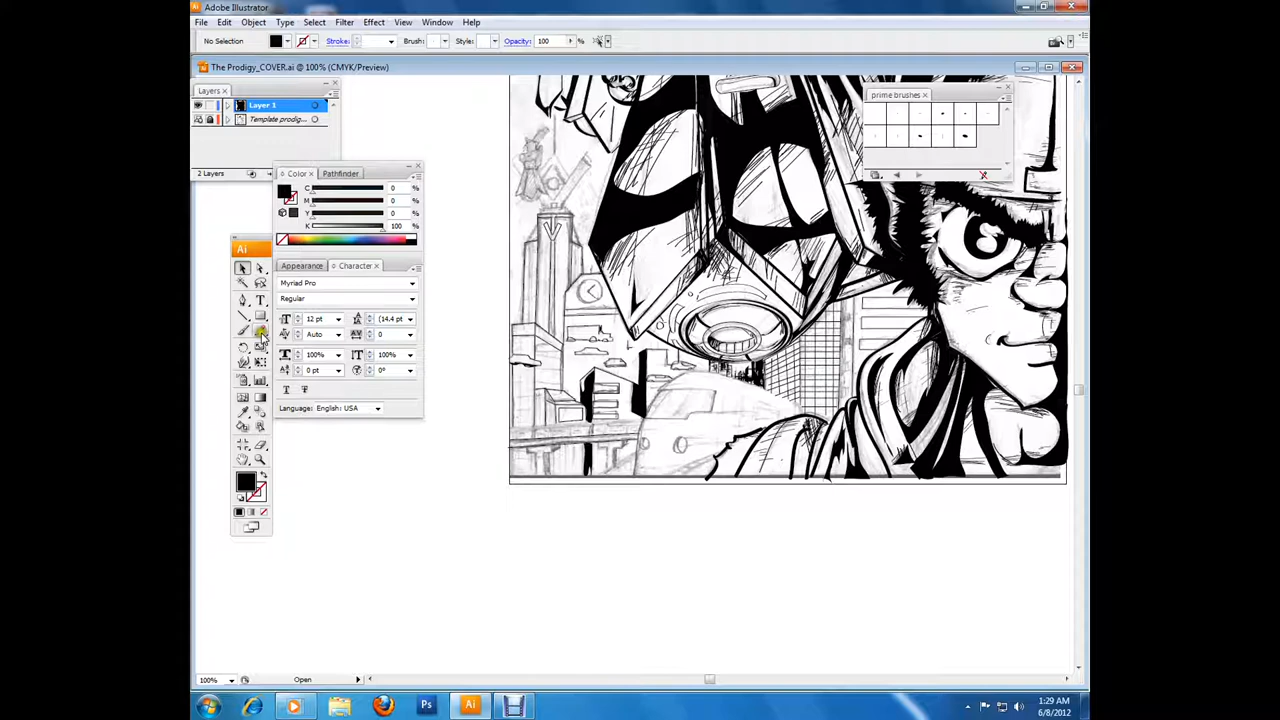 Adobe Illustrator
File Edit Object Type Select Filter Effect View Window Help
No Selection Stroke: Brush: Style: Opacity: 100 %
The Prodigy_COVER.ai @ 100% (CMYK/Preview)
Layers
Layer 1
Template prodig...
2 Layers
prime brushes
Color Pathfinder
C 0 %
M 0 %
Y 0 %
K 100 %
Ai
Appearance Character
Myriad Pro
Regular
12 pt (14.4 pt
Auto 0
100% 100%
0 pt 0°
Language: English: USA
100% Open
Ps Ai
1:29 AM
6/8/2012